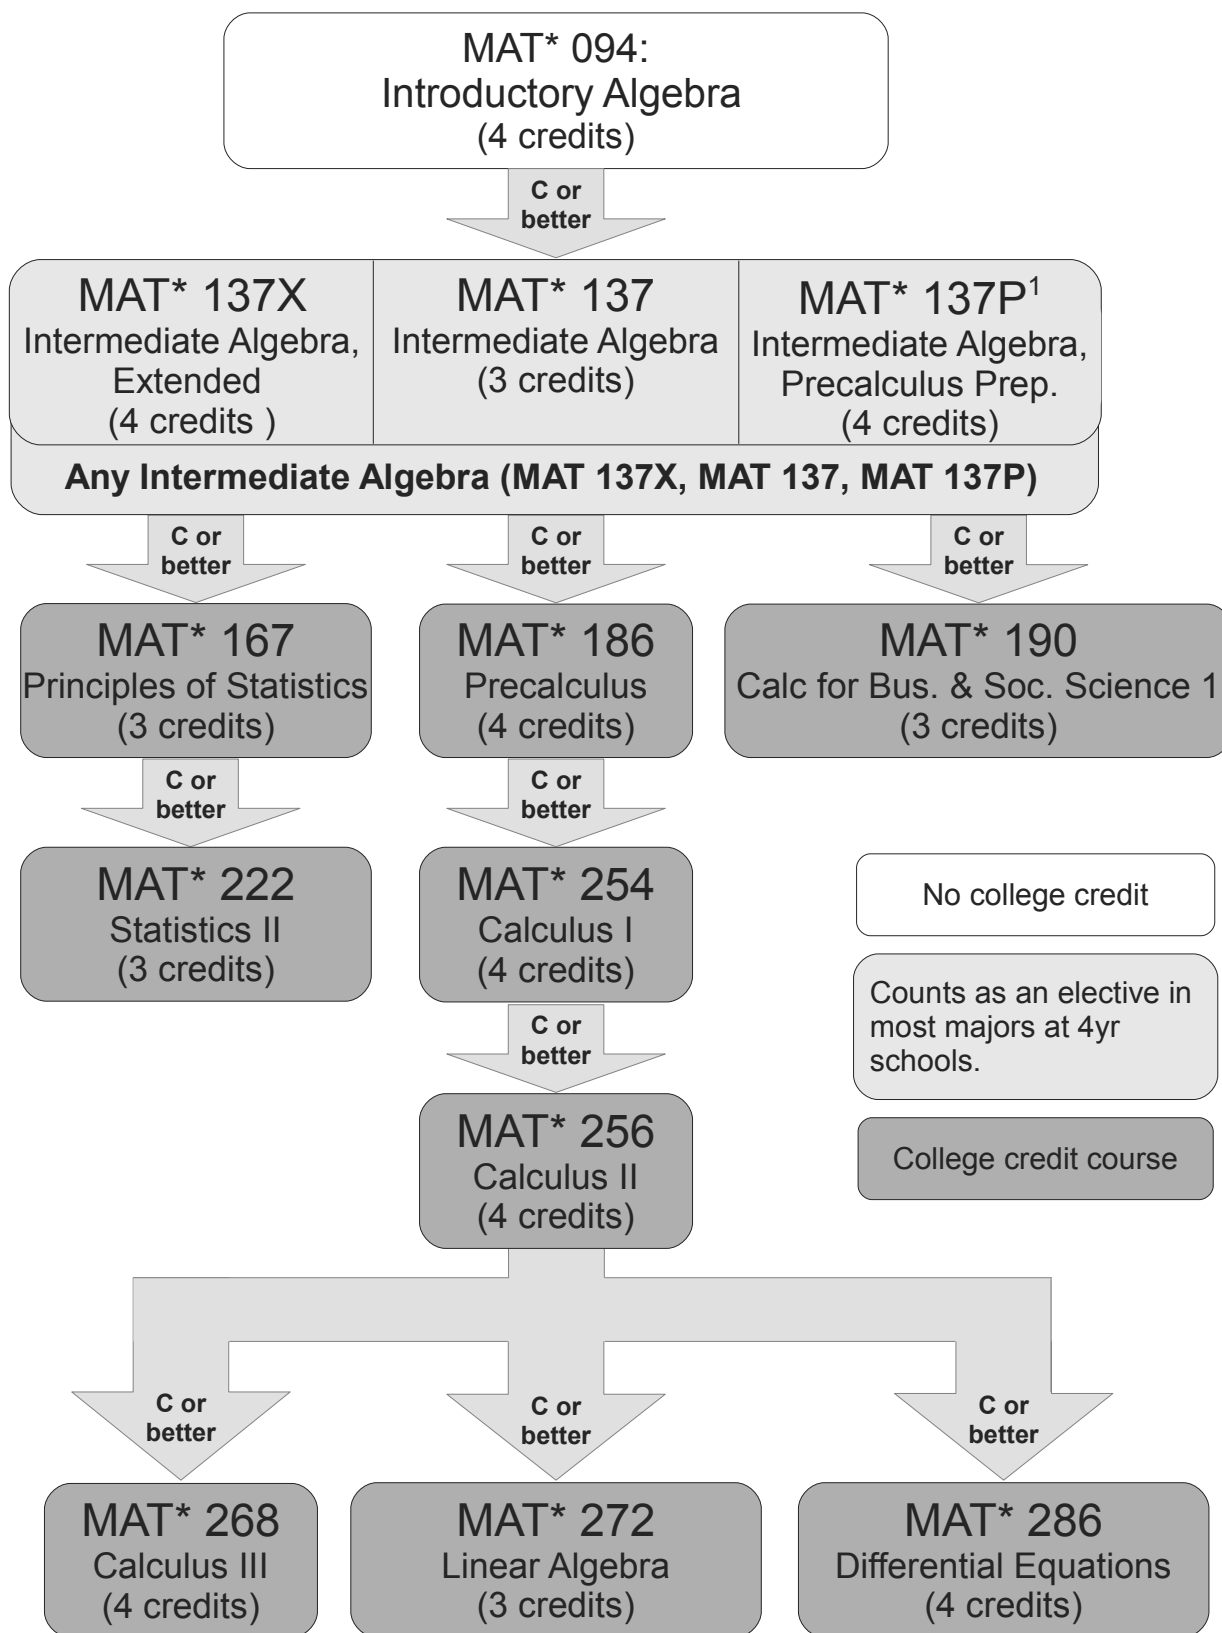 MAT* 094:
Introductory Algebra
(4 credits)
C or
better
MAT* 137X
Intermediate Algebra,
Extended
(4 credits )
MAT* 137
Intermediate Algebra
(3 credits)
MAT* 137P¹
Intermediate Algebra,
Precalculus Prep.
(4 credits)
Any Intermediate Algebra (MAT 137X, MAT 137, MAT 137P)
C or
better
C or
better
C or
better
MAT* 167
Principles of Statistics
(3 credits)
MAT* 186
Precalculus
(4 credits)
MAT* 190
Calc for Bus. & Soc. Science 1
(3 credits)
C or
better
C or
better
MAT* 222
Statistics II
(3 credits)
MAT* 254
Calculus I
(4 credits)
No college credit
Counts as an elective in
most majors at 4yr
schools.
College credit course
C or
better
MAT* 256
Calculus II
(4 credits)
C or
better
C or
better
C or
better
MAT* 268
Calculus III
(4 credits)
MAT* 272
Linear Algebra
(3 credits)
MAT* 286
Differential Equations
(4 credits)